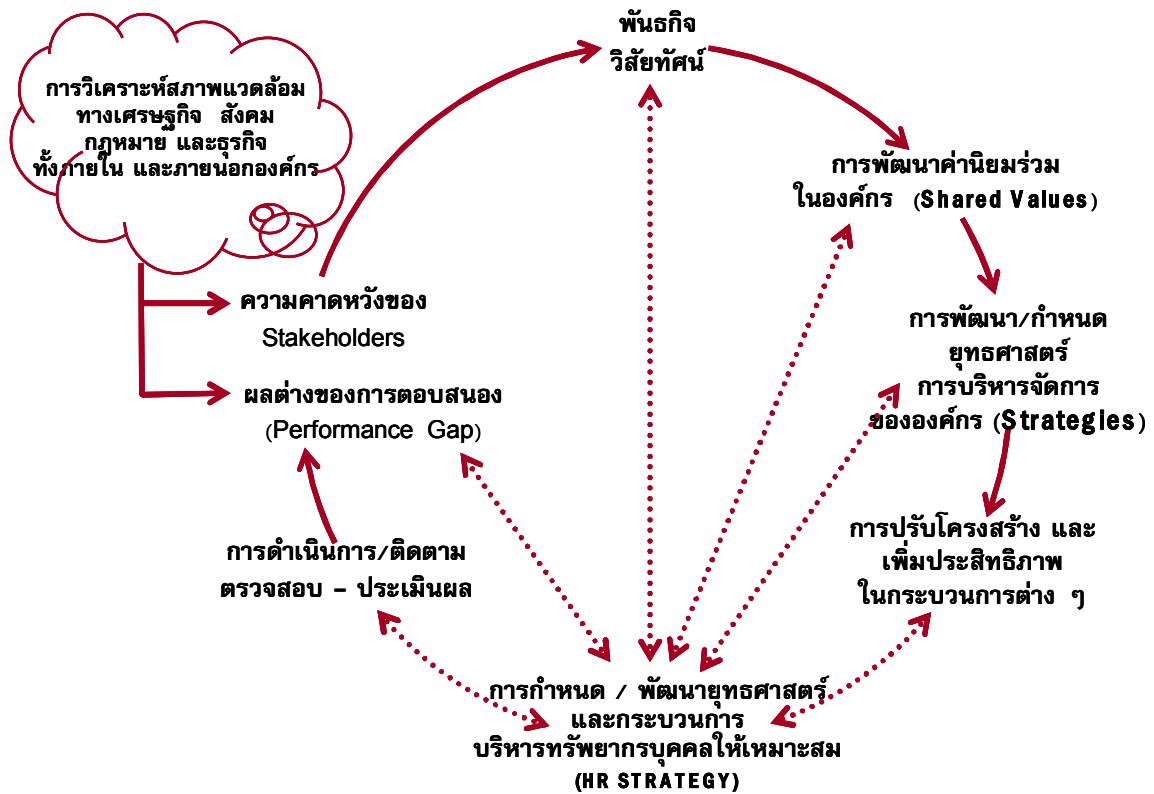 พันธกิจ
วิสัยทัศน์
การวิเคราะห์สภาพแวดล้อม
ทางเศรษฐกิจ สังคม
กฎหมาย และธุรกิจ
ทั้งภายใน และภายนอกองค์กร
การพัฒนาค่านิยมร่วม
ในองค์กร (Shared Values)
ความคาดหวังของ
Stakeholders
การพัฒนา/กำหนด
ยุทธศาสตร์
การบริหารจัดการ
ขององค์กร (Strategies)
ผลต่างของการตอบสนอง
(Performance Gap)
การปรับโครงสร้าง และ
เพิ่มประสิทธิภาพ
ในกระบวนการต่าง ๆ
การดำเนินการ/ติดตาม
ตรวจสอบ – ประเมินผล
การกำหนด / พัฒนายุทธศาสตร์
และกระบวนการ
บริหารทรัพยากรบุคคลให้เหมาะสม
(HR STRATEGY)